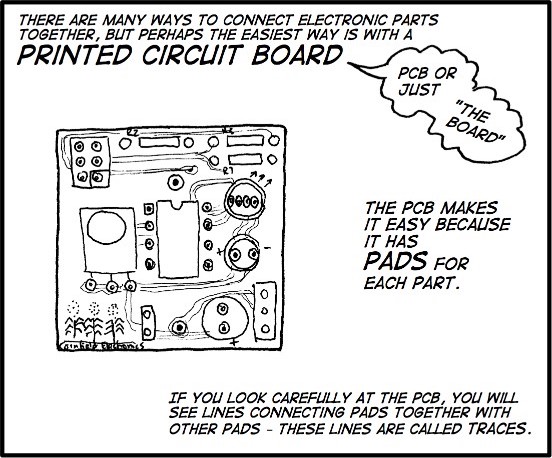 THERE ARE MANY WAYS TO CONNECT ELECTRONIC PARTS
TOGETHER, BUT PERHAPS THE EASIEST WAY IS WITH A
PRINTED CIRCUIT BOARD
PCB OR
JUST
"THE
BOARD"
R2
R1
+
-
+
Cornfield Electronics
THE PCB MAKES
IT EASY BECAUSE
IT HAS
PADS FOR
EACH PART.
IF YOU LOOK CAREFULLY AT THE PCB, YOU WILL
SEE LINES CONNECTING PADS TOGETHER WITH
OTHER PADS - THESE LINES ARE CALLED TRACES.